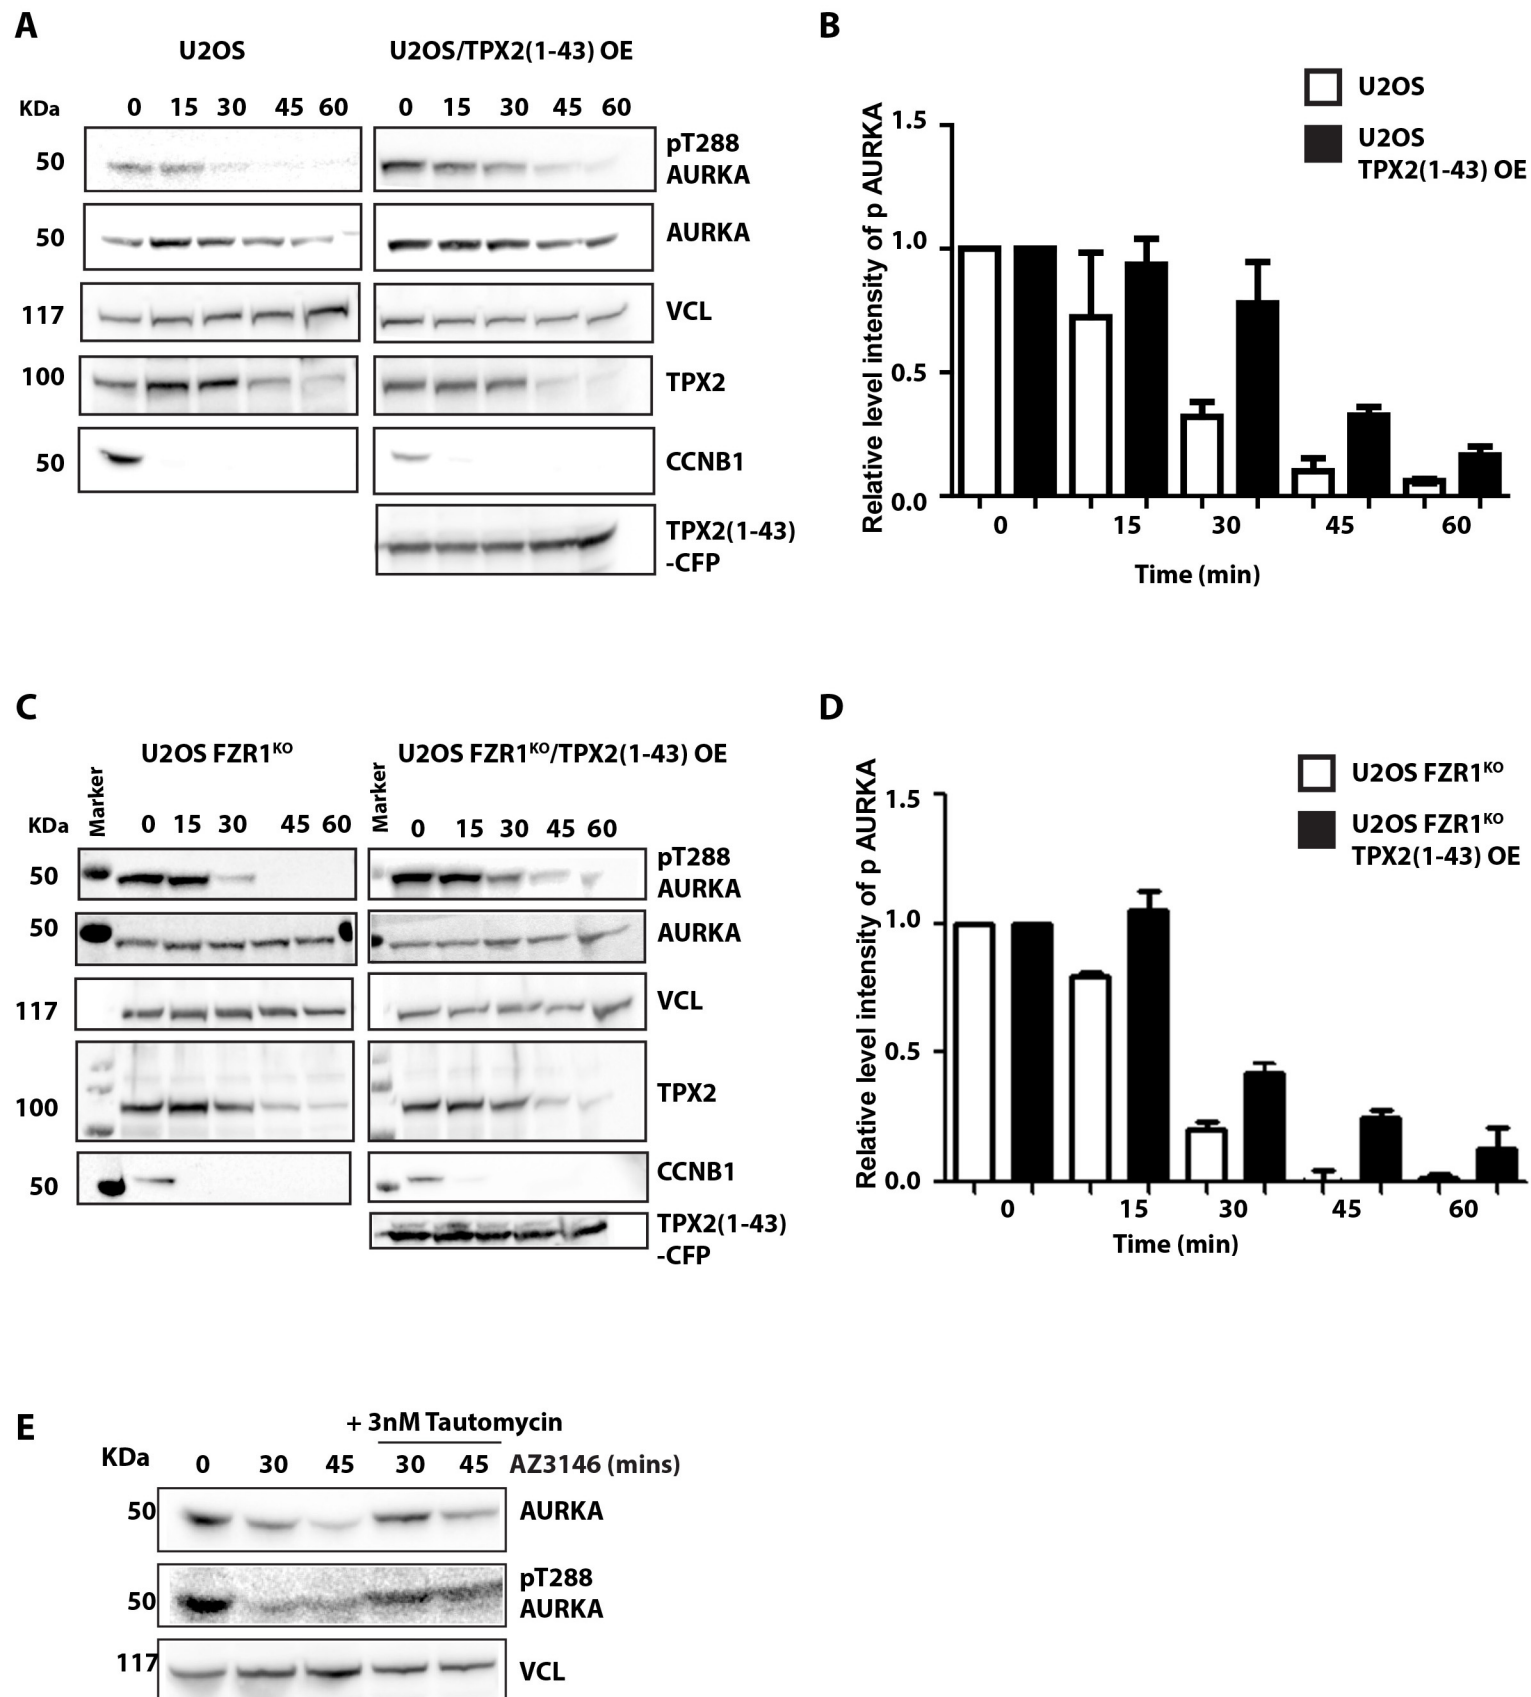 A
U2OS
U2OS/TPX2(1-43) OE
KDa 0 15 30 45 60 0 15 30 45 60
50 pT288
AURKA
50 AURKA
117 VCL
100 TPX2
50 CCNB1
TPX2(1-43)
-CFP
B
U2OS
U2OS
TPX2(1-43) OE
Relative level intensity of p AURKA
1.5
1.0
0.5
0.0
0 15 30 45 60
Time (min)
C
U2OS FZR1KO
U2OS FZR1KO/TPX2(1-43) OE
KDa Marker 0 15 30 45 60 Marker 0 15 30 45 60
50 pT288
AURKA
50 AURKA
117 VCL
100 TPX2
50 CCNB1
TPX2(1-43)
-CFP
D
U2OS FZR1KO
U2OS FZR1KO
TPX2(1-43) OE
Relative level intensity of p AURKA
1.5
1.0
0.5
0.0
0 15 30 45 60
Time (min)
E
+ 3nM Tautomycin
KDa 0 30 45 30 45 AZ3146 (mins)
50 AURKA
50 pT288
AURKA
117 VCL